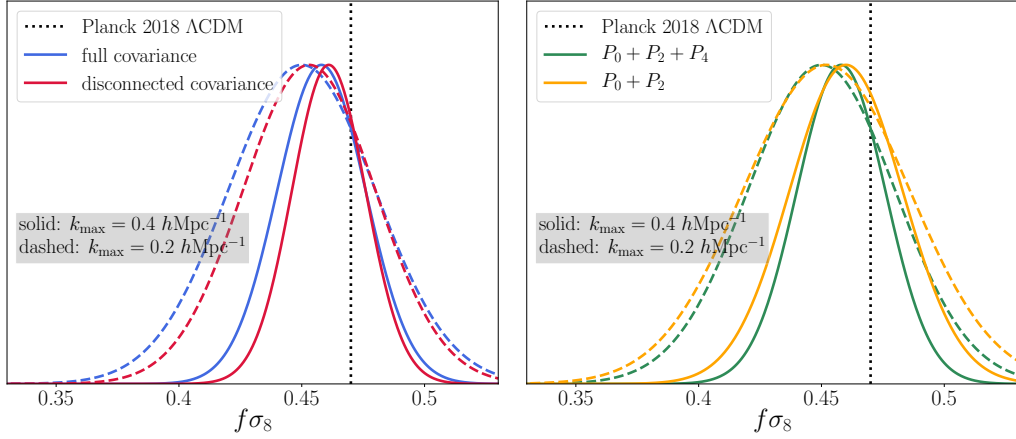 Planck 2018 ΛCDM
full covariance
disconnected covariance
solid: k_max = 0.4 hMpc⁻¹
dashed: k_max = 0.2 hMpc⁻¹
0.35 0.4 0.45 0.5
fσ₈
Planck 2018 ΛCDM
P₀ + P₂ + P₄
P₀ + P₂
solid: k_max = 0.4 hMpc⁻¹
dashed: k_max = 0.2 hMpc⁻¹
0.35 0.4 0.45 0.5
fσ₈